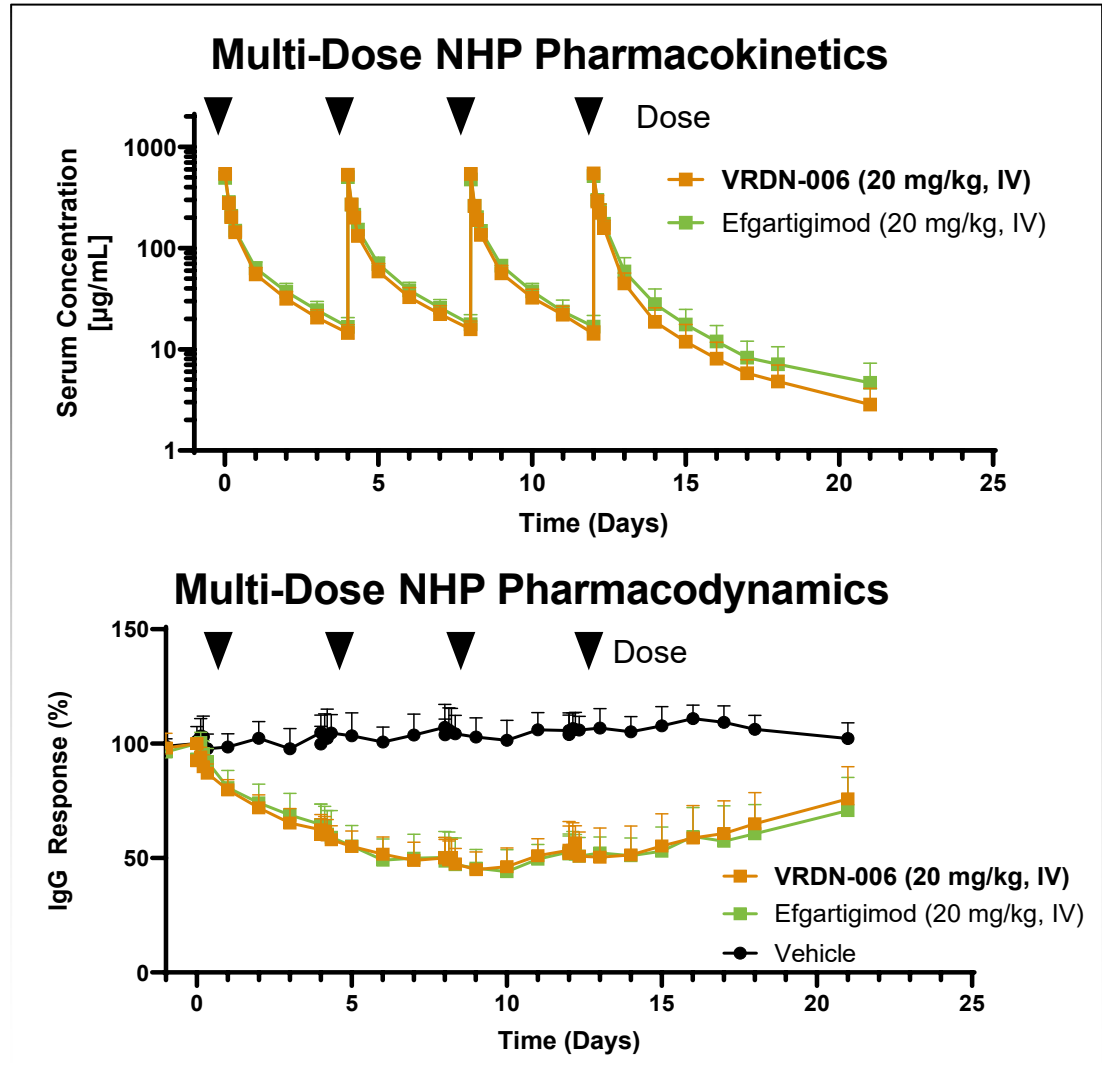 Multi-Dose NHP Pharmacokinetics
Dose
1000
100
10
1
Serum Concentration
[µg/mL]
VRDN-006 (20 mg/kg, IV)
Efgartigimod (20 mg/kg, IV)
0 5 10 15 20 25
Time (Days)
Multi-Dose NHP Pharmacodynamics
Dose
150
100
50
0
IgG Response (%)
VRDN-006 (20 mg/kg, IV)
Efgartigimod (20 mg/kg, IV)
Vehicle
0 5 10 15 20 25
Time (Days)